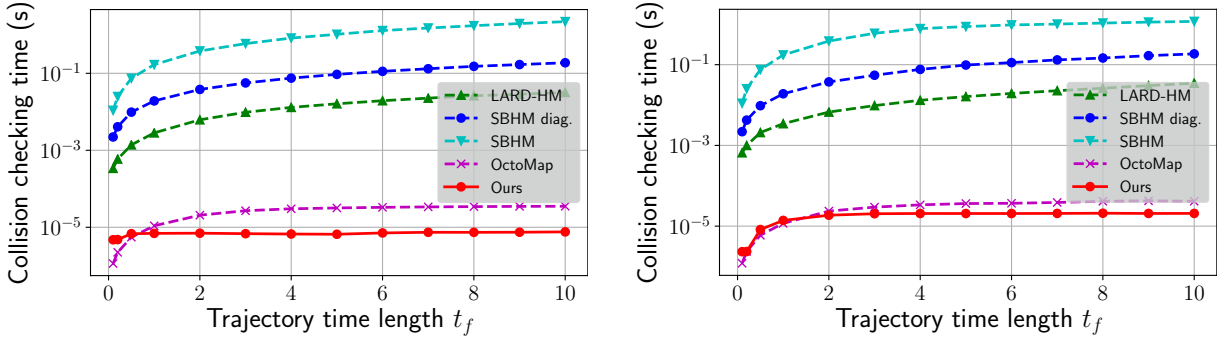 Collision checking time (s)
10⁻¹
10⁻³
10⁻⁵
LARD-HM
SBHM diag.
SBHM
OctoMap
Ours
0 2 4 6 8 10
Trajectory time length t_f
Collision checking time (s)
10⁻¹
10⁻³
10⁻⁵
LARD-HM
SBHM diag.
SBHM
OctoMap
Ours
0 2 4 6 8 10
Trajectory time length t_f